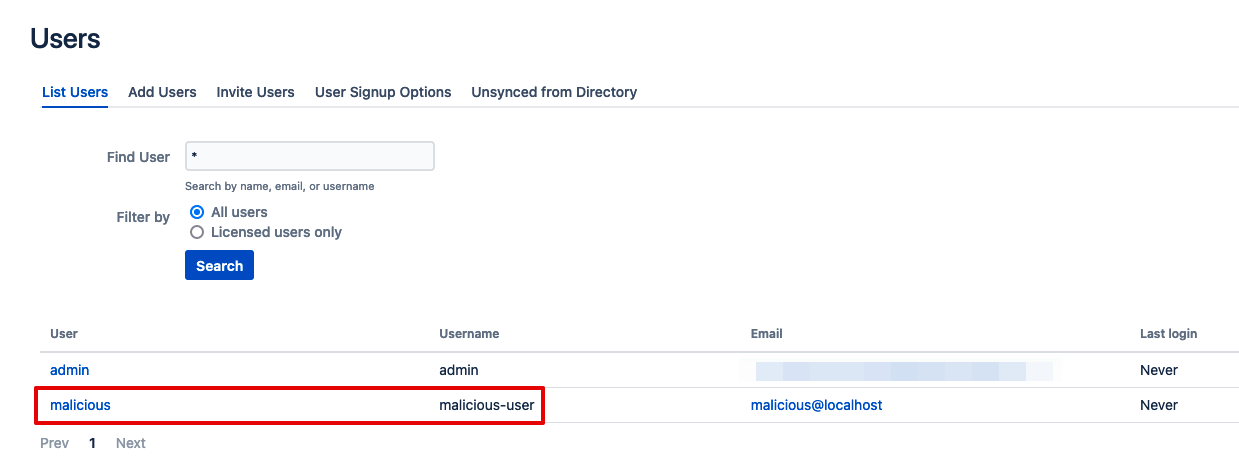 Users
List Users Add Users Invite Users User Signup Options Unsynced from Directory
Find User *
Search by name, email, or username
Filter by All users
Licensed users only
Search
User Username Email Last login
admin admin Never
malicious malicious-user malicious@localhost Never
Prev 1 Next